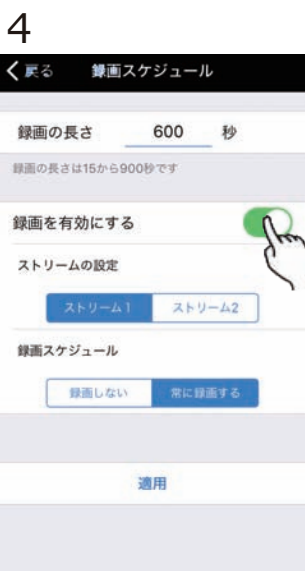 4
戻る 録画スケジュール
録画の長さ 600 秒
録画の長さは15から900秒です
録画を有効にする
ストリームの設定
ストリーム1 ストリーム2
録画スケジュール
録画しない 常に録画する
適用